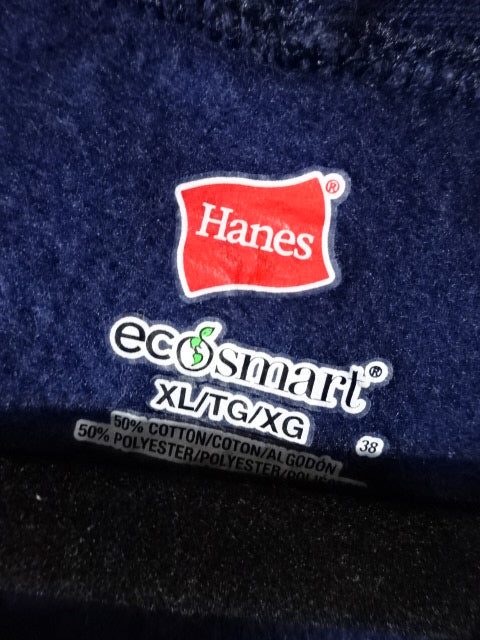 Hanes®
ecosmart®
XL/TG/XG
38
50% COTTON/COTON/ALGODÓN
50% POLYESTER/POLYESTER/